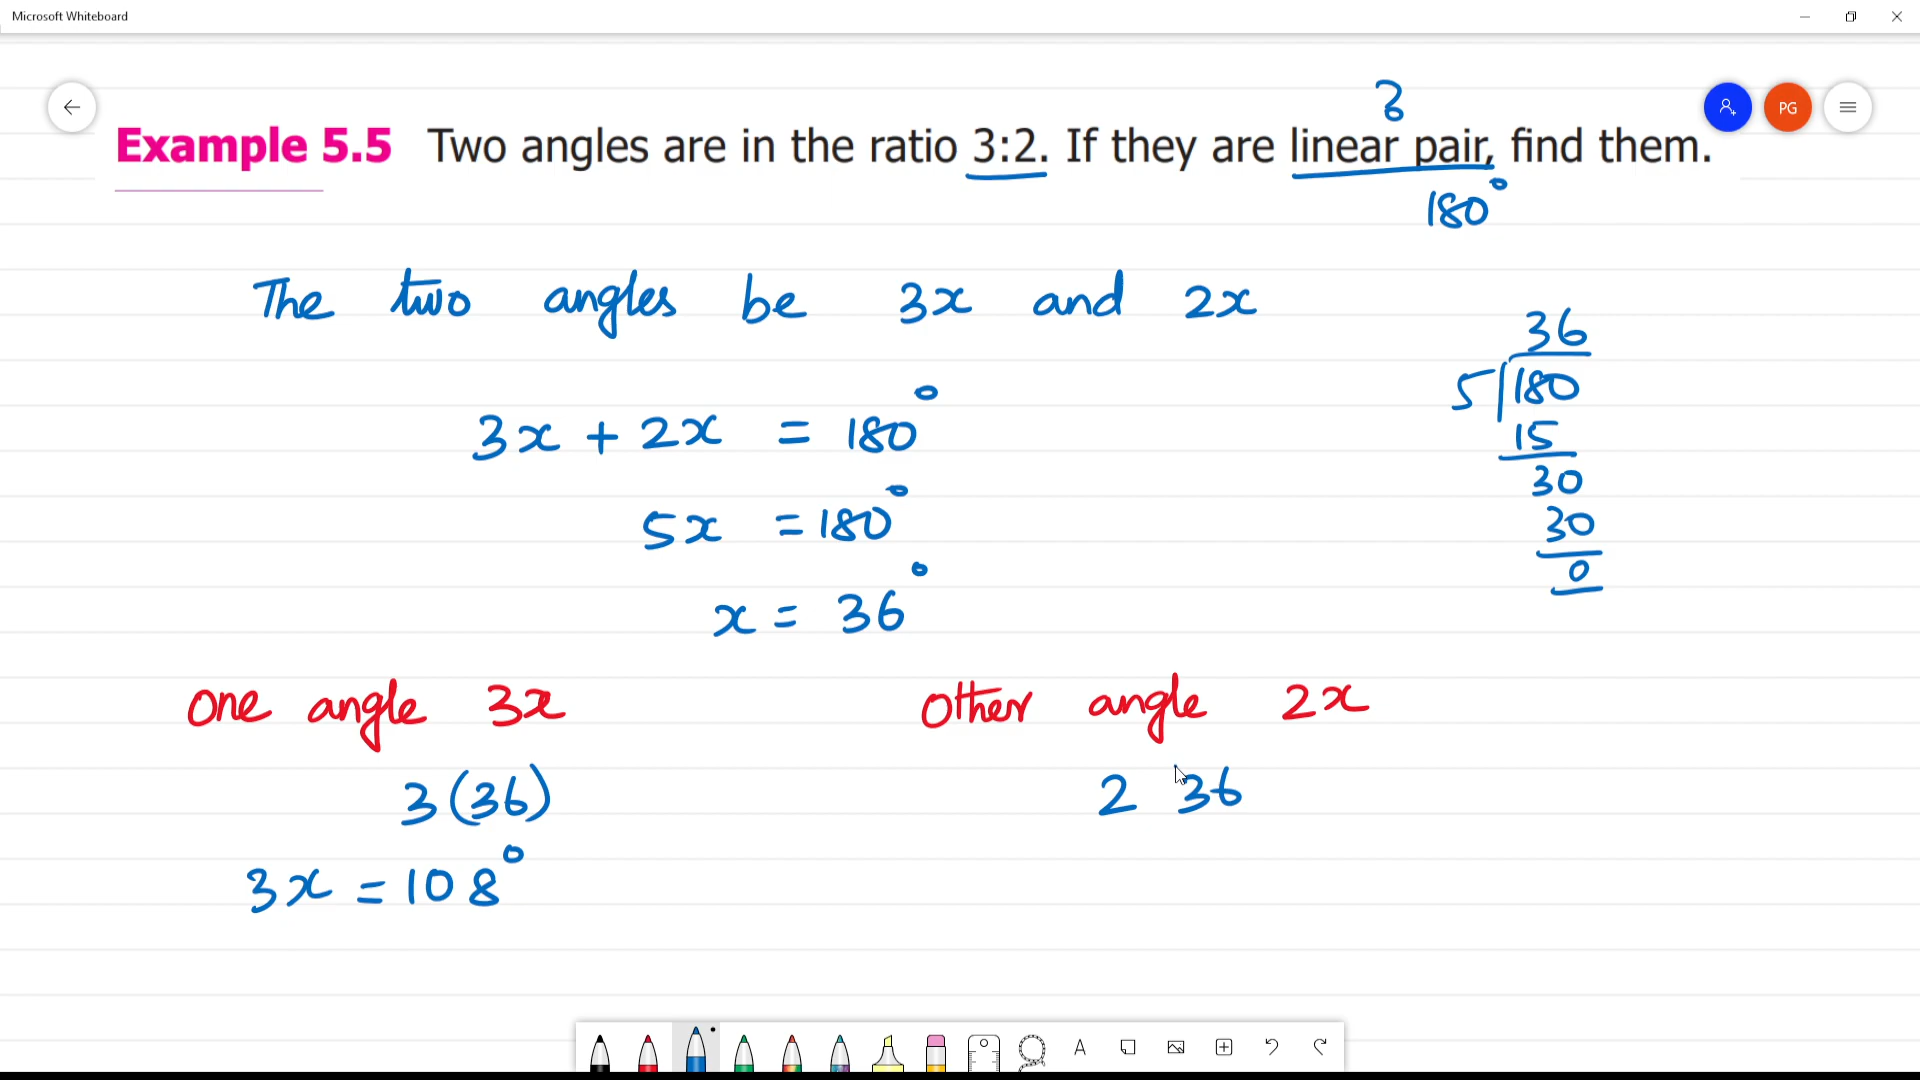 Microsoft Whiteboard
3
PG
Example 5.5 Two angles are in the ratio 3:2. If they are linear pair, find them.
180°
The two angles be 3x and 2x
36
5 180
15
30
30
0
3x + 2x = 180°
5x = 180°
x = 36°
One angle 3x
3 (36)
3x = 108°
Other angle 2x
2 36
A